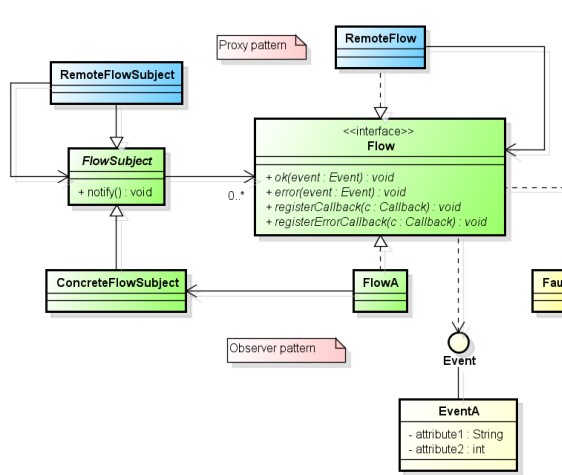 Proxy pattern
RemoteFlow
RemoteFlowSubject
<<interface>>
Flow
+ ok(event : Event) : void
+ error(event : Event) : void
+ registerCallback(c : Callback) : void
+ registerErrorCallback(c : Callback) : void
FlowSubject
+ notify() : void
0..*
ConcreteFlowSubject
FlowA
Fau
Observer pattern
Event
EventA
- attribute1 : String
- attribute2 : int